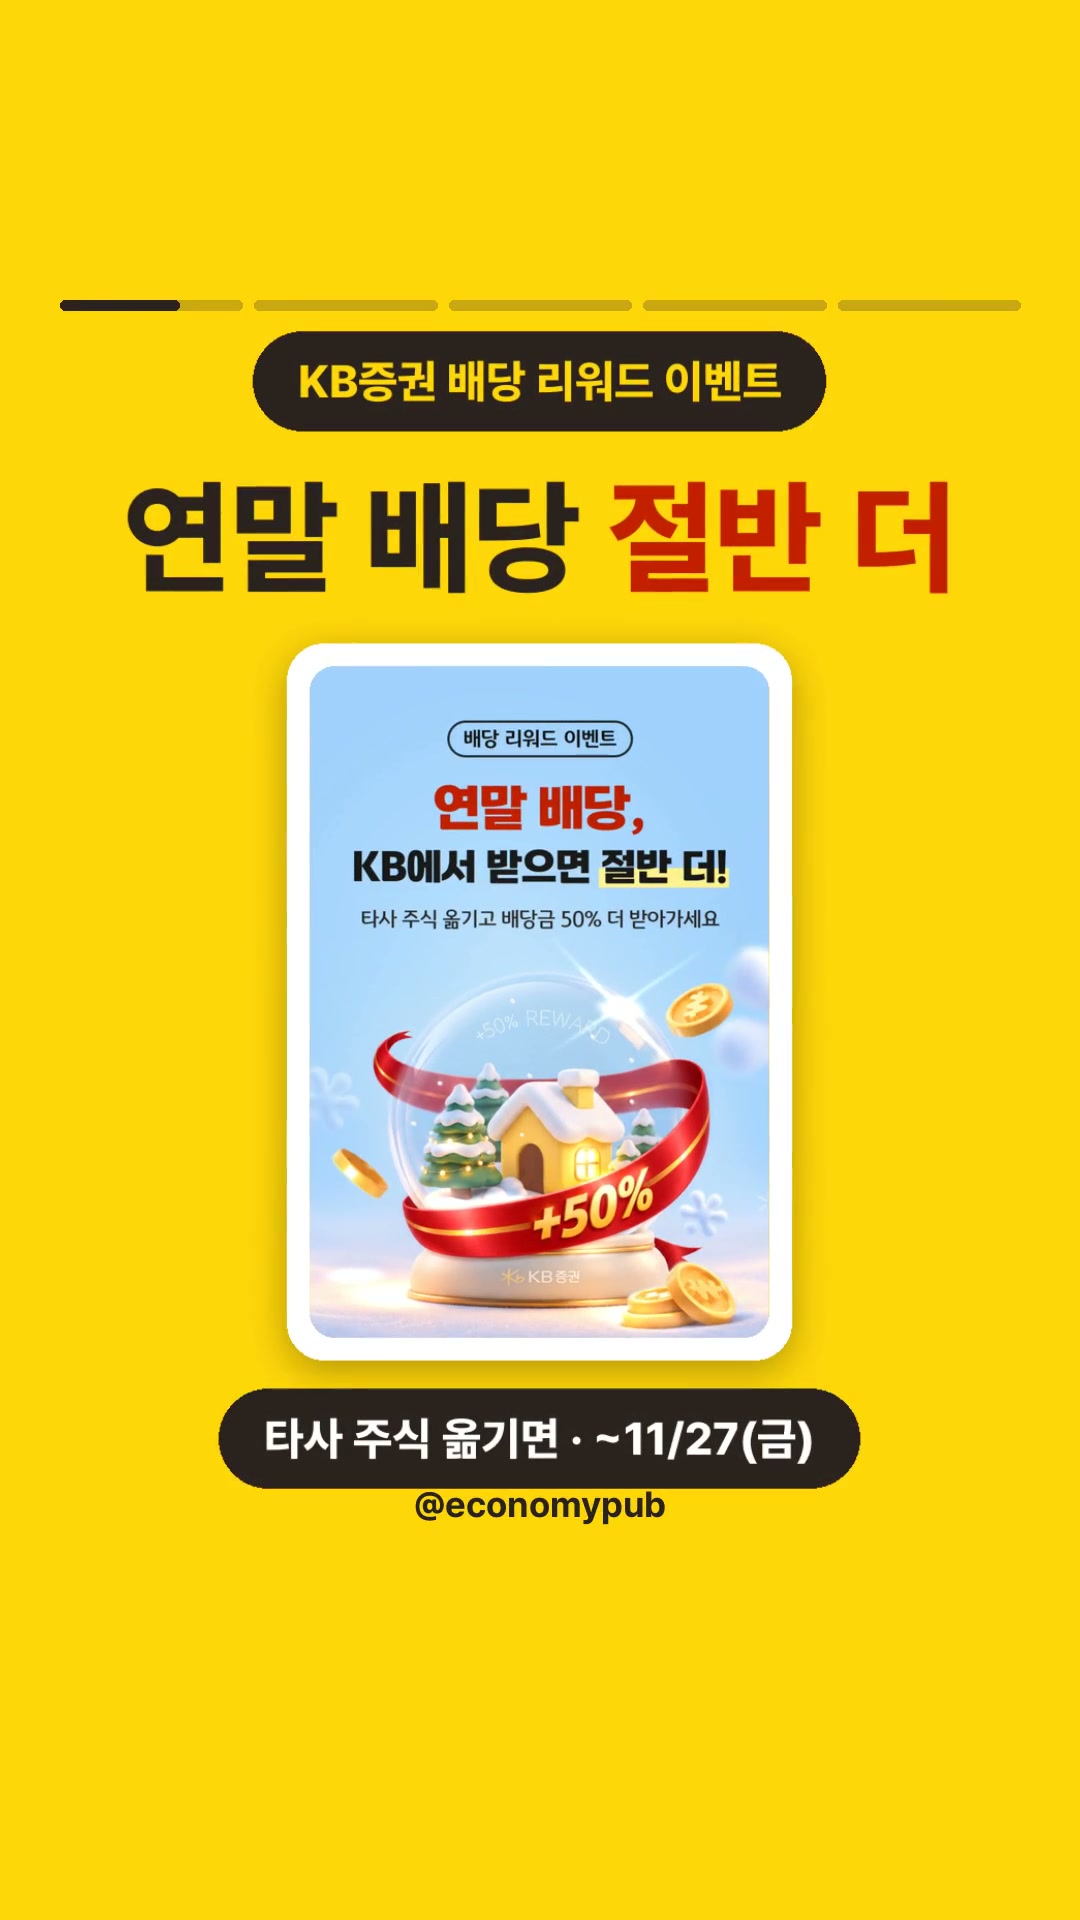 KB증권 배당 리워드 이벤트
연말 배당 절반 더
배당 리워드 이벤트
연말 배당,
KB에서 받으면 절반 더!
타사 주식 옮기고 배당금 50% 더 받아가세요
+50% REWARD
+50%
KB증권
타사 주식 옮기면 · ~11/27(금)
@economypub